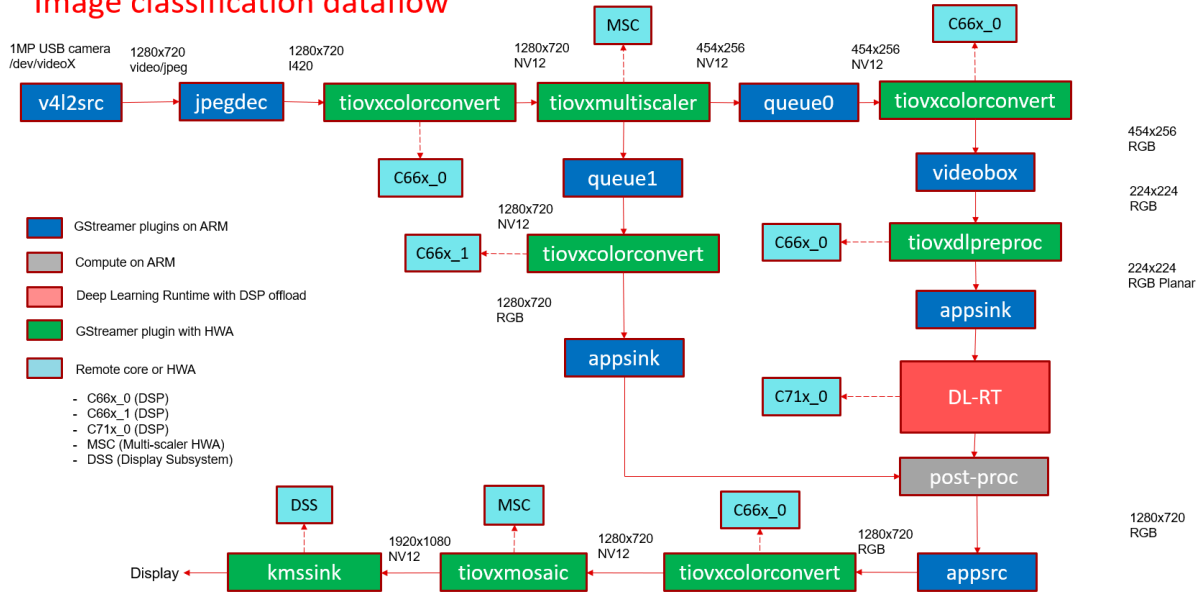 Image classification dataflow
1MP USB camera
/dev/videoX
1280x720
video/jpeg
1280x720
I420
1280x720
NV12
MSC
454x256
NV12
454x256
NV12
C66x_0
v4l2src
jpegdec
tiovxcolorconvert
tiovxmultiscaler
queue0
tiovxcolorconvert
454x256
RGB
C66x_0
queue1
videobox
224x224
RGB
1280x720
NV12
GStreamer plugins on ARM
C66x_1
tiovxcolorconvert
C66x_0
tiovxdlpreproc
Compute on ARM
224x224
RGB Planar
Deep Learning Runtime with DSP offload
1280x720
RGB
appsink
GStreamer plugin with HWA
appsink
Remote core or HWA
- C66x_0 (DSP)
- C66x_1 (DSP)
- C71x_0 (DSP)
- MSC (Multi-scaler HWA)
- DSS (Display Subsystem)
C71x_0
DL-RT
post-proc
DSS
MSC
C66x_0
1280x720
RGB
1920x1080
NV12
1280x720
NV12
1280x720
RGB
Display
kmssink
tiovxmosaic
tiovxcolorconvert
appsrc